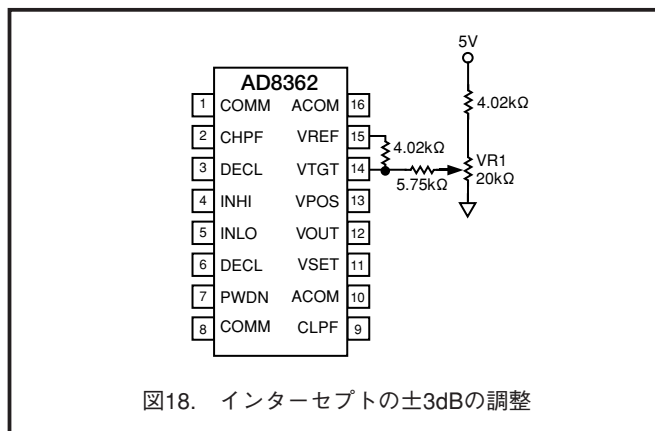 5V
4.02kΩ
AD8362
1 COMM ACOM 16
2 CHPF VREF 15
4.02kΩ
VR1
20kΩ
3 DECL VTGT 14
5.75kΩ
4 INHI VPOS 13
5 INLO VOUT 12
6 DECL VSET 11
7 PWDN ACOM 10
8 COMM CLPF 9
図18. インターセプトの±3dBの調整